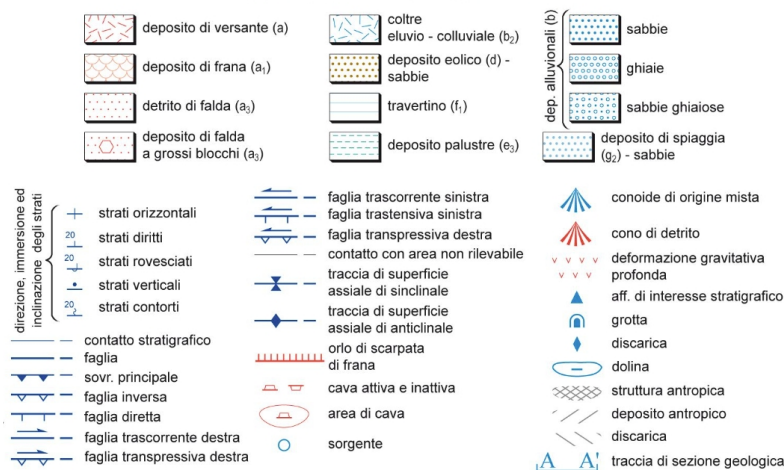 deposito di versante (a)
deposito di frana (a₁)
detrito di falda (a₃)
deposito di falda
a grossi blocchi (a₃)
coltre
eluvio - colluviale (b₂)
deposito eolico (d) -
sabbie
travertino (f₁)
deposito palustre (e₃)
dep. alluvionali (b)
sabbie
ghiaie
sabbie ghiaiose
deposito di spiaggia
(g₂) - sabbie
direzione, immersione ed
inclinazione degli strati
strati orizzontali
20 strati diritti
20 strati rovesciati
strati verticali
20 strati contorti
contatto stratigrafico
faglia
sovr. principale
faglia inversa
faglia diretta
faglia trascorrente destra
faglia transpressiva destra
faglia trascorrente sinistra
faglia trastensiva sinistra
faglia transpressiva destra
contatto con area non rilevabile
traccia di superficie
assiale di sinclinale
traccia di superficie
assiale di anticlinale
orlo di scarpata
di frana
cava attiva e inattiva
area di cava
sorgente
conoide di origine mista
cono di detrito
deformazione gravitativa
profonda
aff. di interesse stratigrafico
grotta
discarica
dolina
struttura antropica
deposito antropico
discarica
A A' traccia di sezione geologica